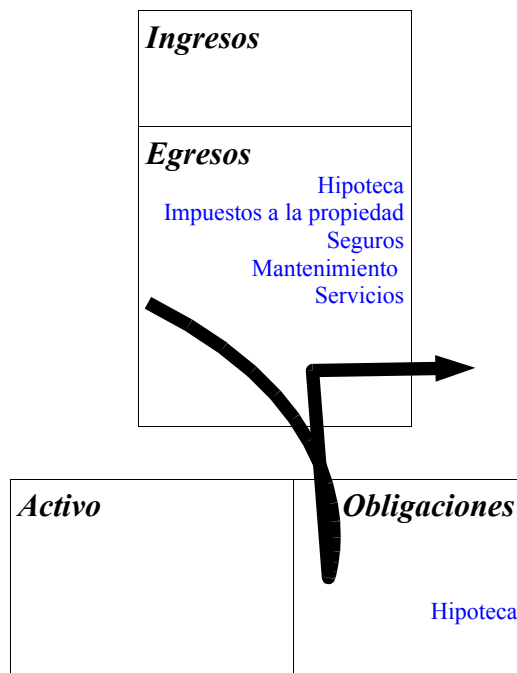 Ingresos
Egresos
Hipoteca
Impuestos a la propiedad
Seguros
Mantenimiento
Servicios
Activo
Obligaciones
Hipoteca